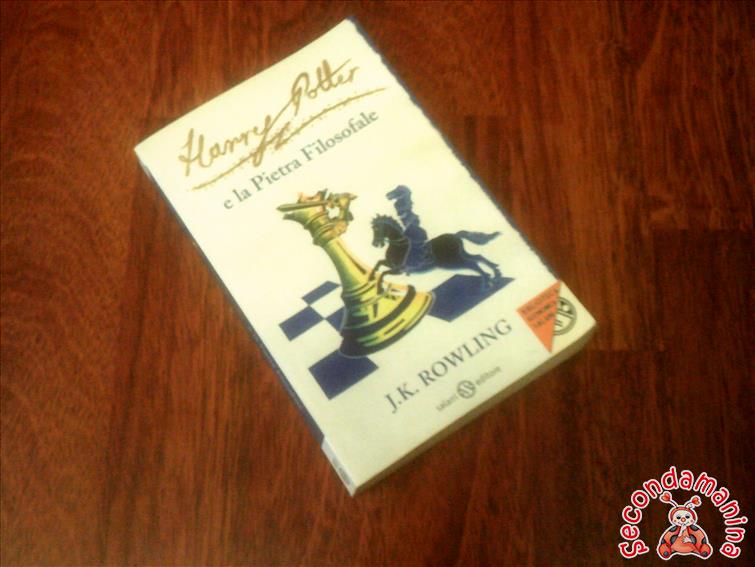 Harry Potter
e la Pietra Filosofale
J.K. ROWLING
salani editore
Secondamanina